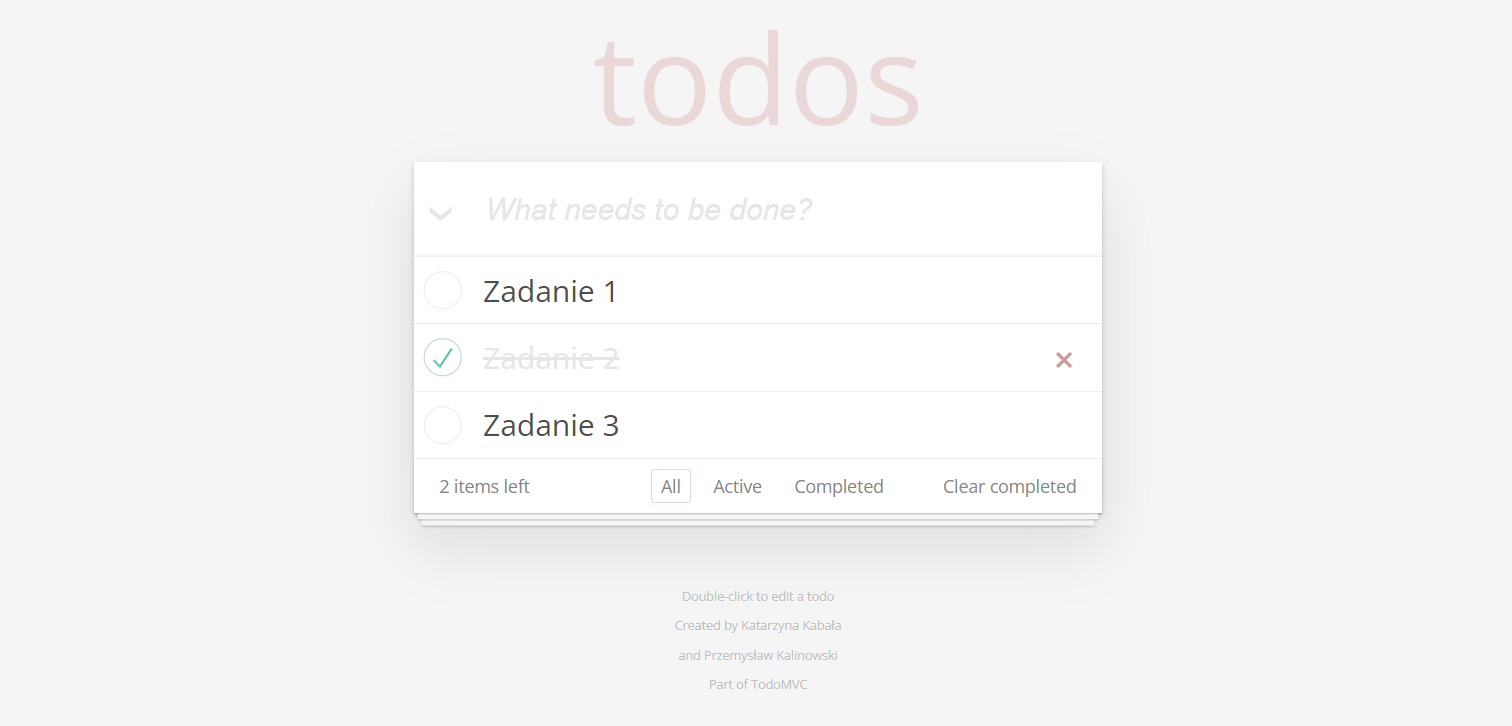 todos
What needs to be done?
Zadanie 1
Zadanie 2
Zadanie 3
2 items left All Active Completed Clear completed
Double-click to edit a todo
Created by Katarzyna Kabała
and Przemysław Kalinowski
Part of TodoMVC